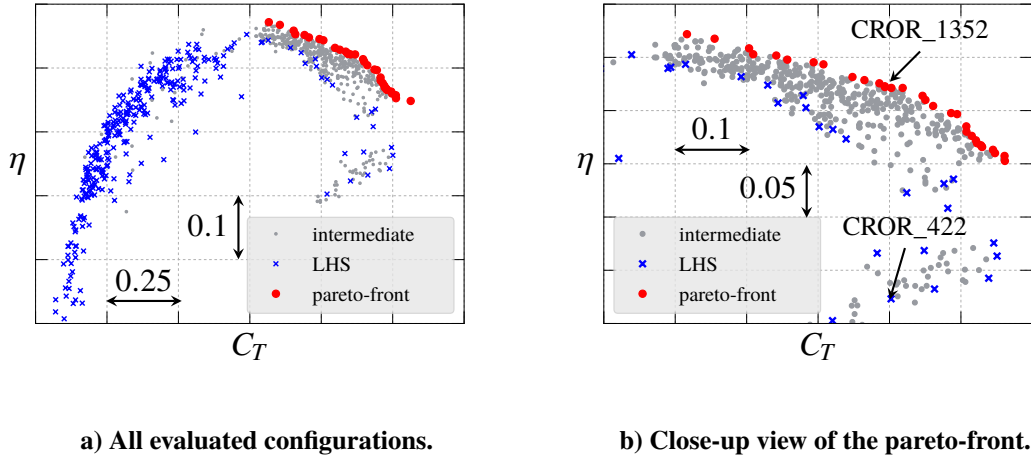 η
0.1
0.25
intermediate
LHS
pareto-front
C_T
a) All evaluated configurations.
CROR_1352
η
0.1
0.05
CROR_422
intermediate
LHS
pareto-front
C_T
b) Close-up view of the pareto-front.